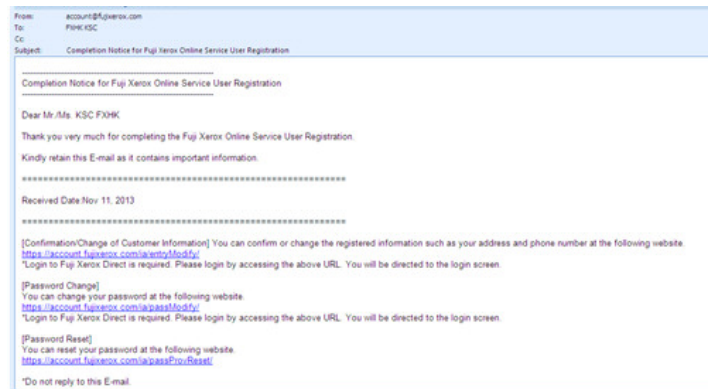 From: account@fujixerox.com
To: FXHK KSC
Cc:
Subject: Completion Notice for Fuji Xerox Online Service User Registration
------------------------------------------------------------
Completion Notice for Fuji Xerox Online Service User Registration
------------------------------------------------------------
Dear Mr./Ms. KSC FXHK
Thank you very much for completing the Fuji Xerox Online Service User Registration.
Kindly retain this E-mail as it contains important information.
==============================================================
Received Date:Nov 11, 2013
==============================================================
[Confirmation/Change of Customer Information] You can confirm or change the registered information such as your address and phone number at the following website.
https://account.fujixerox.com/ia/entryModify/
*Login to Fuji Xerox Direct is required. Please login by accessing the above URL. You will be directed to the login screen.
[Password Change]
You can change your password at the following website.
https://account.fujixerox.com/ia/passModify/
*Login to Fuji Xerox Direct is required. Please login by accessing the above URL. You will be directed to the login screen.
[Password Reset]
You can reset your password at the following website.
https://account.fujixerox.com/ia/passProvReset/
*Do not reply to this E-mail.